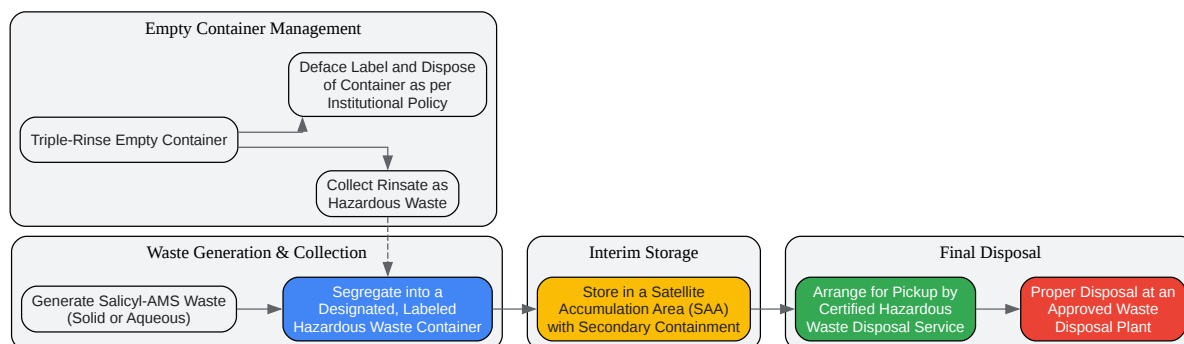 Empty Container Management
Deface Label and Dispose
of Container as per
Institutional Policy
Triple-Rinse Empty Container
Collect Rinsate as
Hazardous Waste
Waste Generation & Collection
Generate Salicyl-AMS Waste
(Solid or Aqueous)
Segregate into a
Designated, Labeled
Hazardous Waste Container
Interim Storage
Store in a Satellite
Accumulation Area (SAA)
with Secondary Containment
Final Disposal
Arrange for Pickup by
Certified Hazardous
Waste Disposal Service
Proper Disposal at an
Approved Waste
Disposal Plant